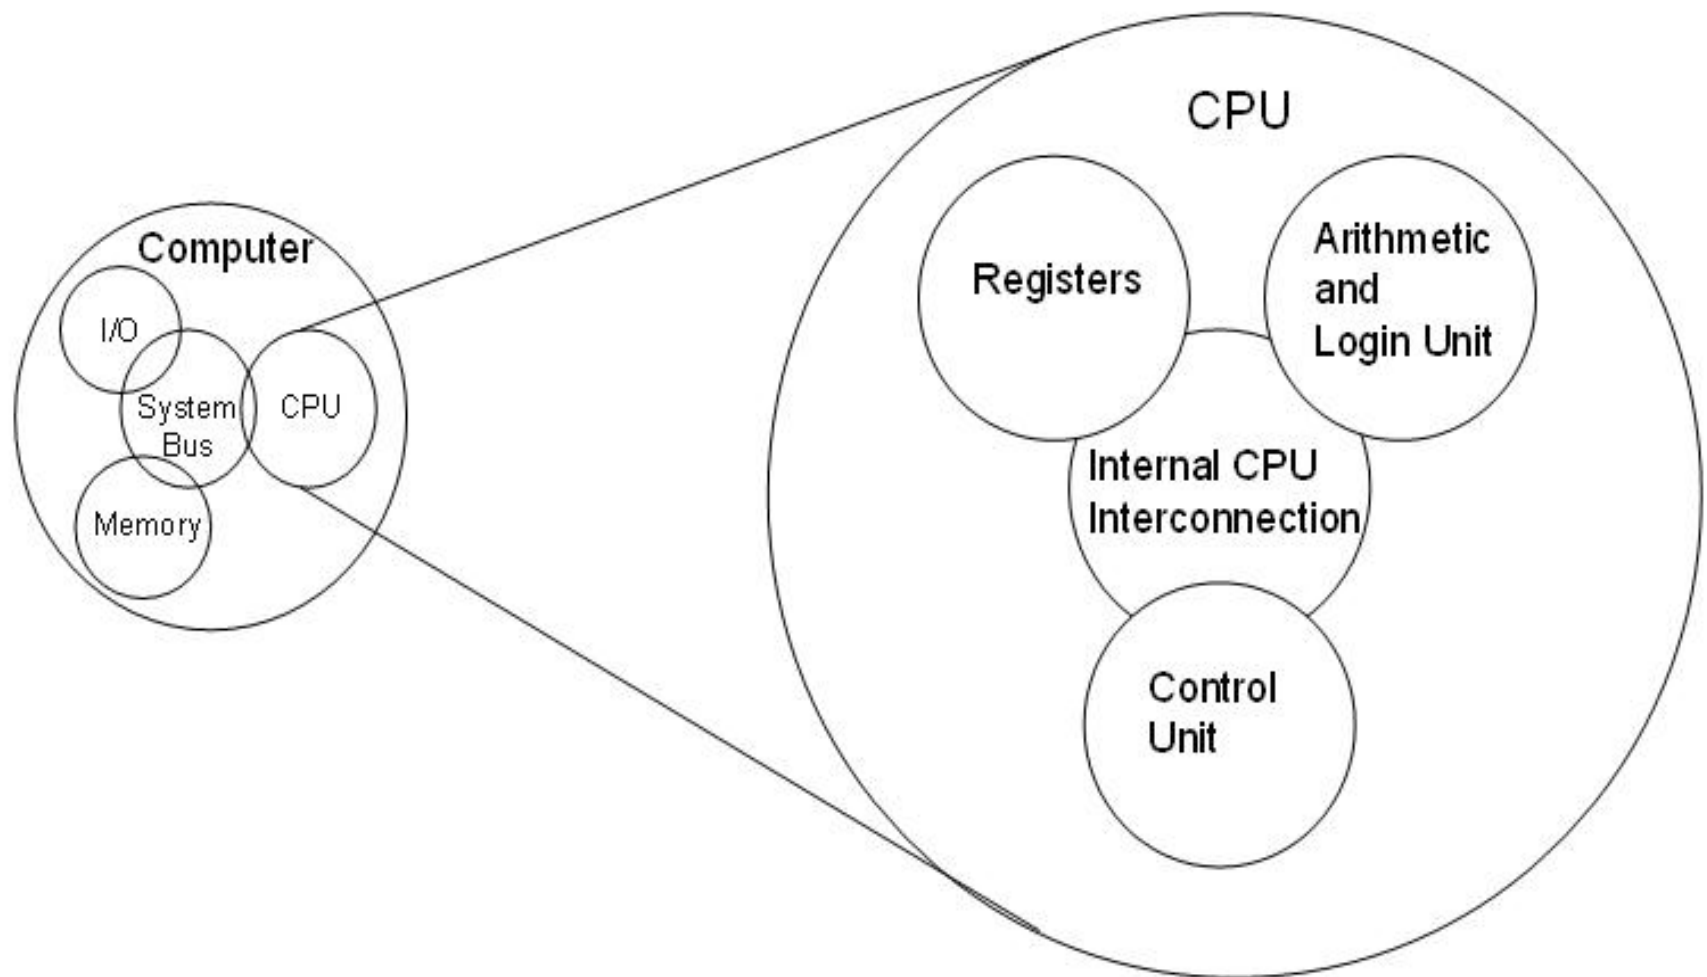 Computer
I/O
System
Bus
CPU
Memory
CPU
Registers
Arithmetic
and
Login Unit
Internal CPU
Interconnection
Control
Unit